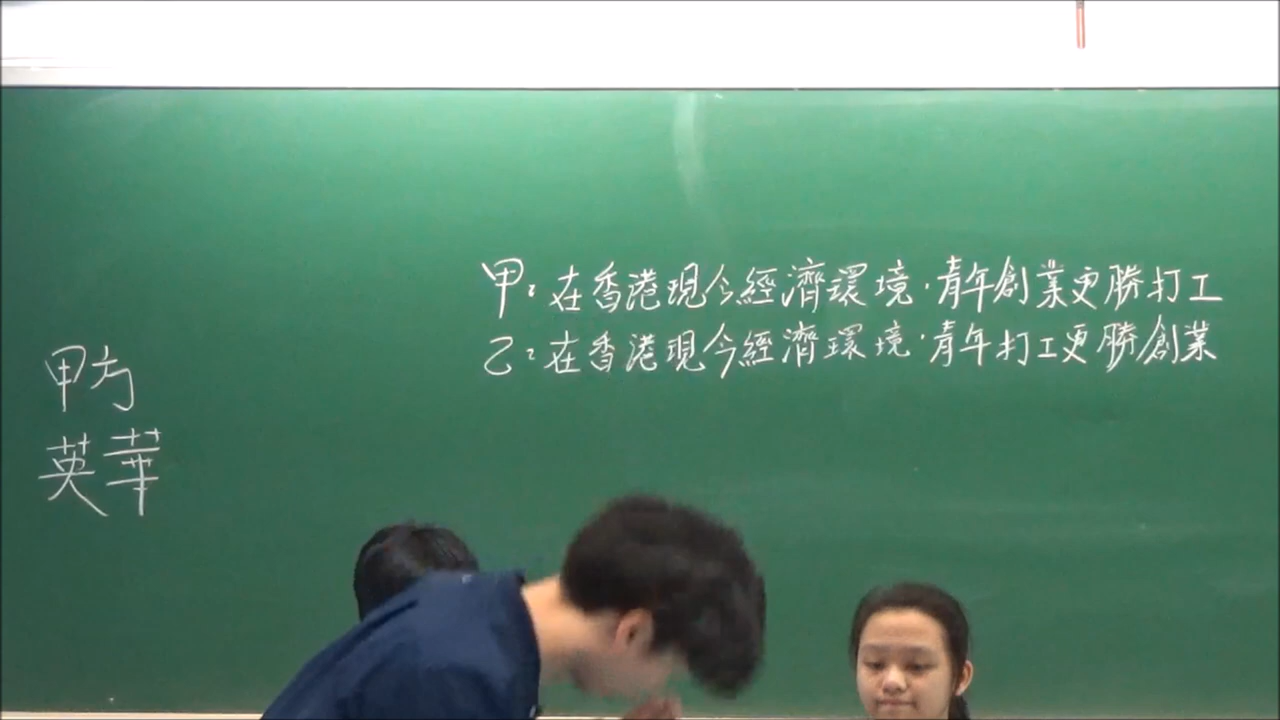 甲：在香港現今經濟環境，青年創業更勝打工
乙：在香港現今經濟環境，青年打工更勝創業
甲方
英華